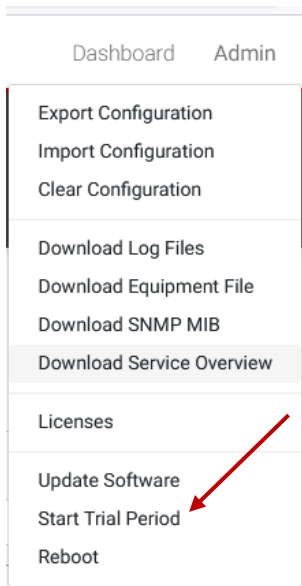 Dashboard Admin
Export Configuration
Import Configuration
Clear Configuration
Download Log Files
Download Equipment File
Download SNMP MIB
Download Service Overview
Licenses
Update Software
Start Trial Period
Reboot